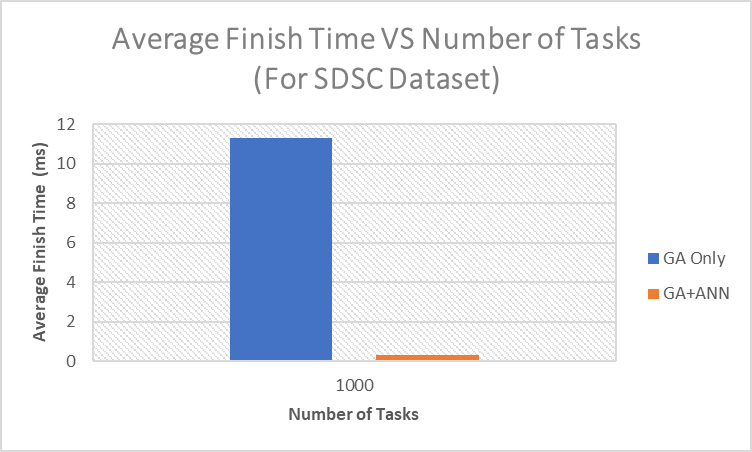 Average Finish Time VS Number of Tasks
(For SDSC Dataset)
12
10
8
6
4
2
0
Average Finish Time (ms)
1000
Number of Tasks
GA Only
GA+ANN